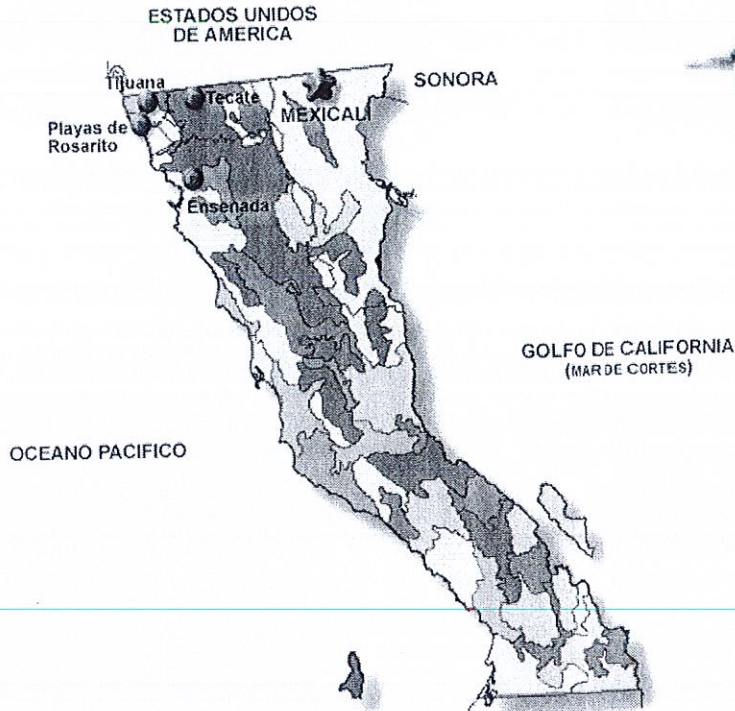 ESTADOS UNIDOS
DE AMERICA
Tijuana
Tecate
MEXICALI
SONORA
Playas de
Rosarito
Ensenada
GOLFO DE CALIFORNIA
(MAR DE CORTES)
OCEANO PACIFICO